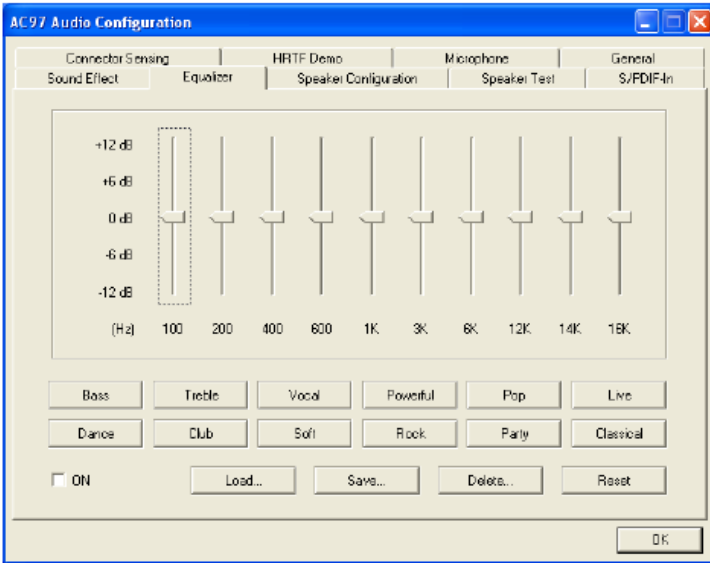 AC97 Audio Configuration
Connector Sensing HRTF Demo Microphone General
Sound Effect Equalizer Speaker Configuration Speaker Test S/PDIF-In
+12 dB
+6 dB
0 dB
-6 dB
-12 dB
(Hz) 100 200 400 600 1K 3K 6K 12K 14K 16K
Bass Treble Vocal Powerful Pop Live
Dance Club Soft Rock Party Classical
ON Load... Save... Delete... Reset
OK